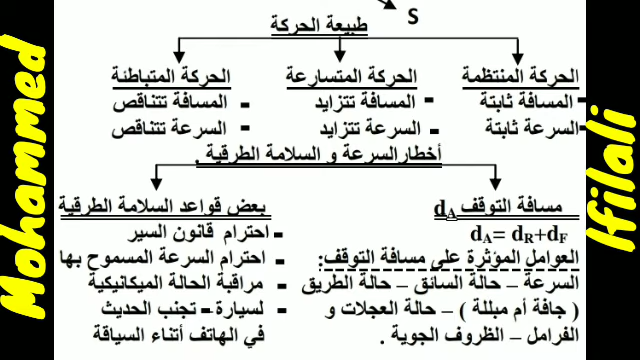 Mohammed
S
طبيعة الحركة
الحركة المنتظمة
- المسافة ثابتة
- السرعة ثابتة
الحركة المتسارعة
- المسافة تتزايد
- السرعة تتزايد
الحركة المتباطئة
- المسافة تتناقص
- السرعة تتناقص
أخطار السرعة و السلامة الطرقية .
مسافة التوقف dA
dA= dR+dF
العوامل المؤثرة على مسافة التوقف:
السرعة – حالة السائق – حالة الطريق
( جافة أم مبللة ) – حالة العجلات و
الفرامل – الظروف الجوية .
بعض قواعد السلامة الطرقية
- احترام قانون السير
- احترام السرعة المسموح بها
- مراقبة الحالة الميكانيكية
- لسيارة - تجنب الحديث
في الهاتف أثناء السياقة
Ifilali